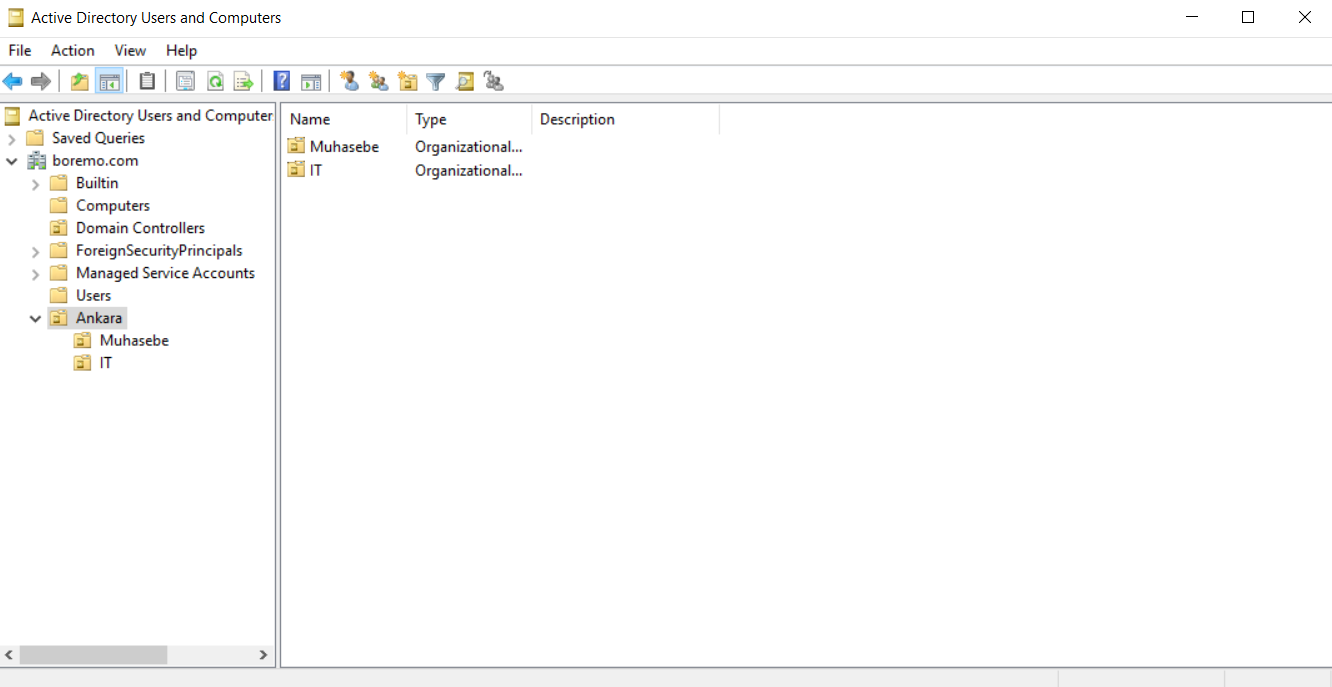 Active Directory Users and Computers
File Action View Help
Active Directory Users and Computer
Saved Queries
boremo.com
Builtin
Computers
Domain Controllers
ForeignSecurityPrincipals
Managed Service Accounts
Users
Ankara
Muhasebe
IT
Name Type Description
Muhasebe Organizational...
IT Organizational...